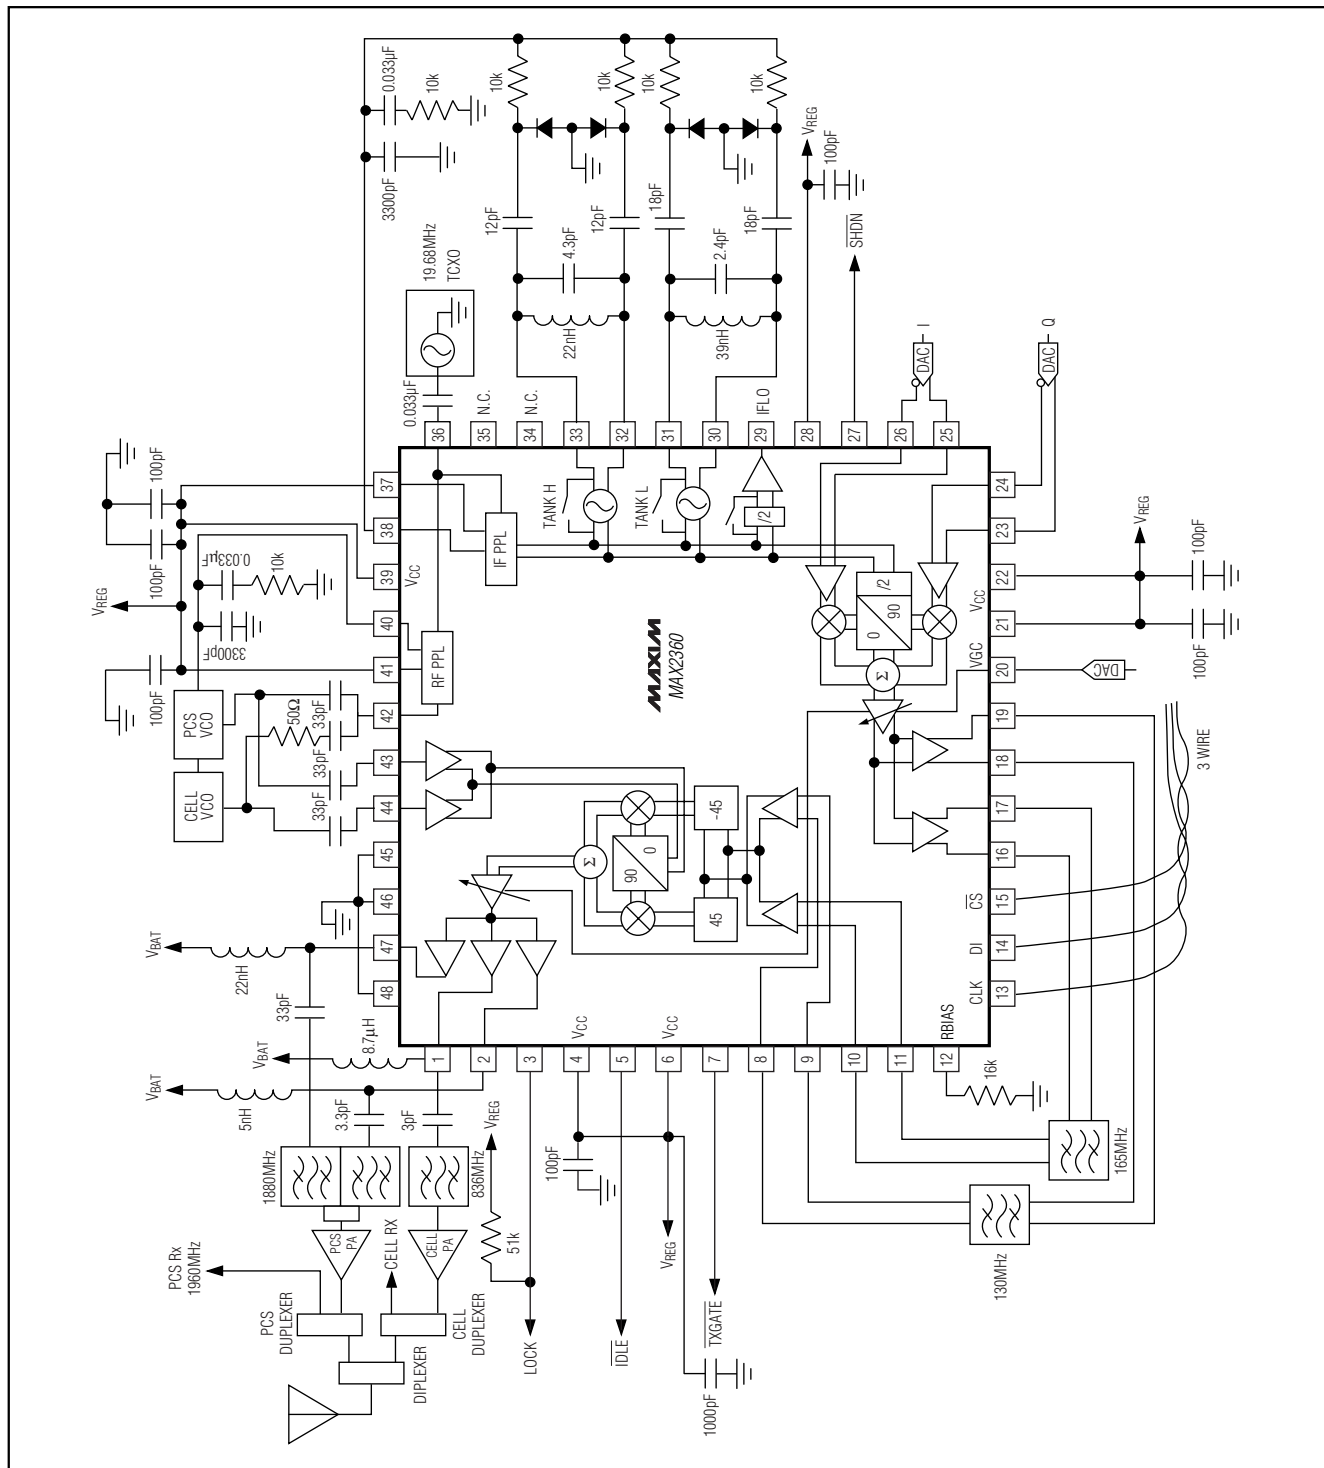 0.033µF
10k
3300pF
10k
10k
10k
10k
12pF
12pF
18pF
18pF
4.3pF
2.4pF
22nH
39nH
19.68MHz
TCXO
0.033µF
VREG
100pF
SHDN
I
DAC
Q
DAC
N.C.
N.C.
IFLO
36
35
34
33
32
31
30
29
28
27
26
25
100pF
100pF
VREG
0.033µF
10k
3300pF
100pF
PCS
VCO
CELL
VCO
50Ω
33pF
33pF
33pF
33pF
37
38
39
40
41
42
43
44
45
46
47
48
VCC
IF PPL
RF PPL
TANK H
TANK L
/2
/2
0
90
Σ
MAXIM
MAX2360
24
23
22
21
20
19
18
17
16
15
14
13
VCC
VGC
CS
DI
CLK
VREG
100pF
100pF
DAC
3 WIRE
Σ
90
0
-45
45
VBAT
22nH
33pF
VBAT
8.7µH
VBAT
5nH
3.3pF
3pF
1
2
3
4
5
6
7
8
9
10
11
12
VCC
VCC
RBIAS
16k
165MHz
130MHz
1880MHz
836MHz
PCS
PA
CELL
PA
PCS Rx
1960MHz
CELL RX
PCS
DUPLEXER
CELL
DUPLEXER
DIPLEXER
VREG
51k
LOCK
100pF
IDLE
VREG
TXGATE
1000pF